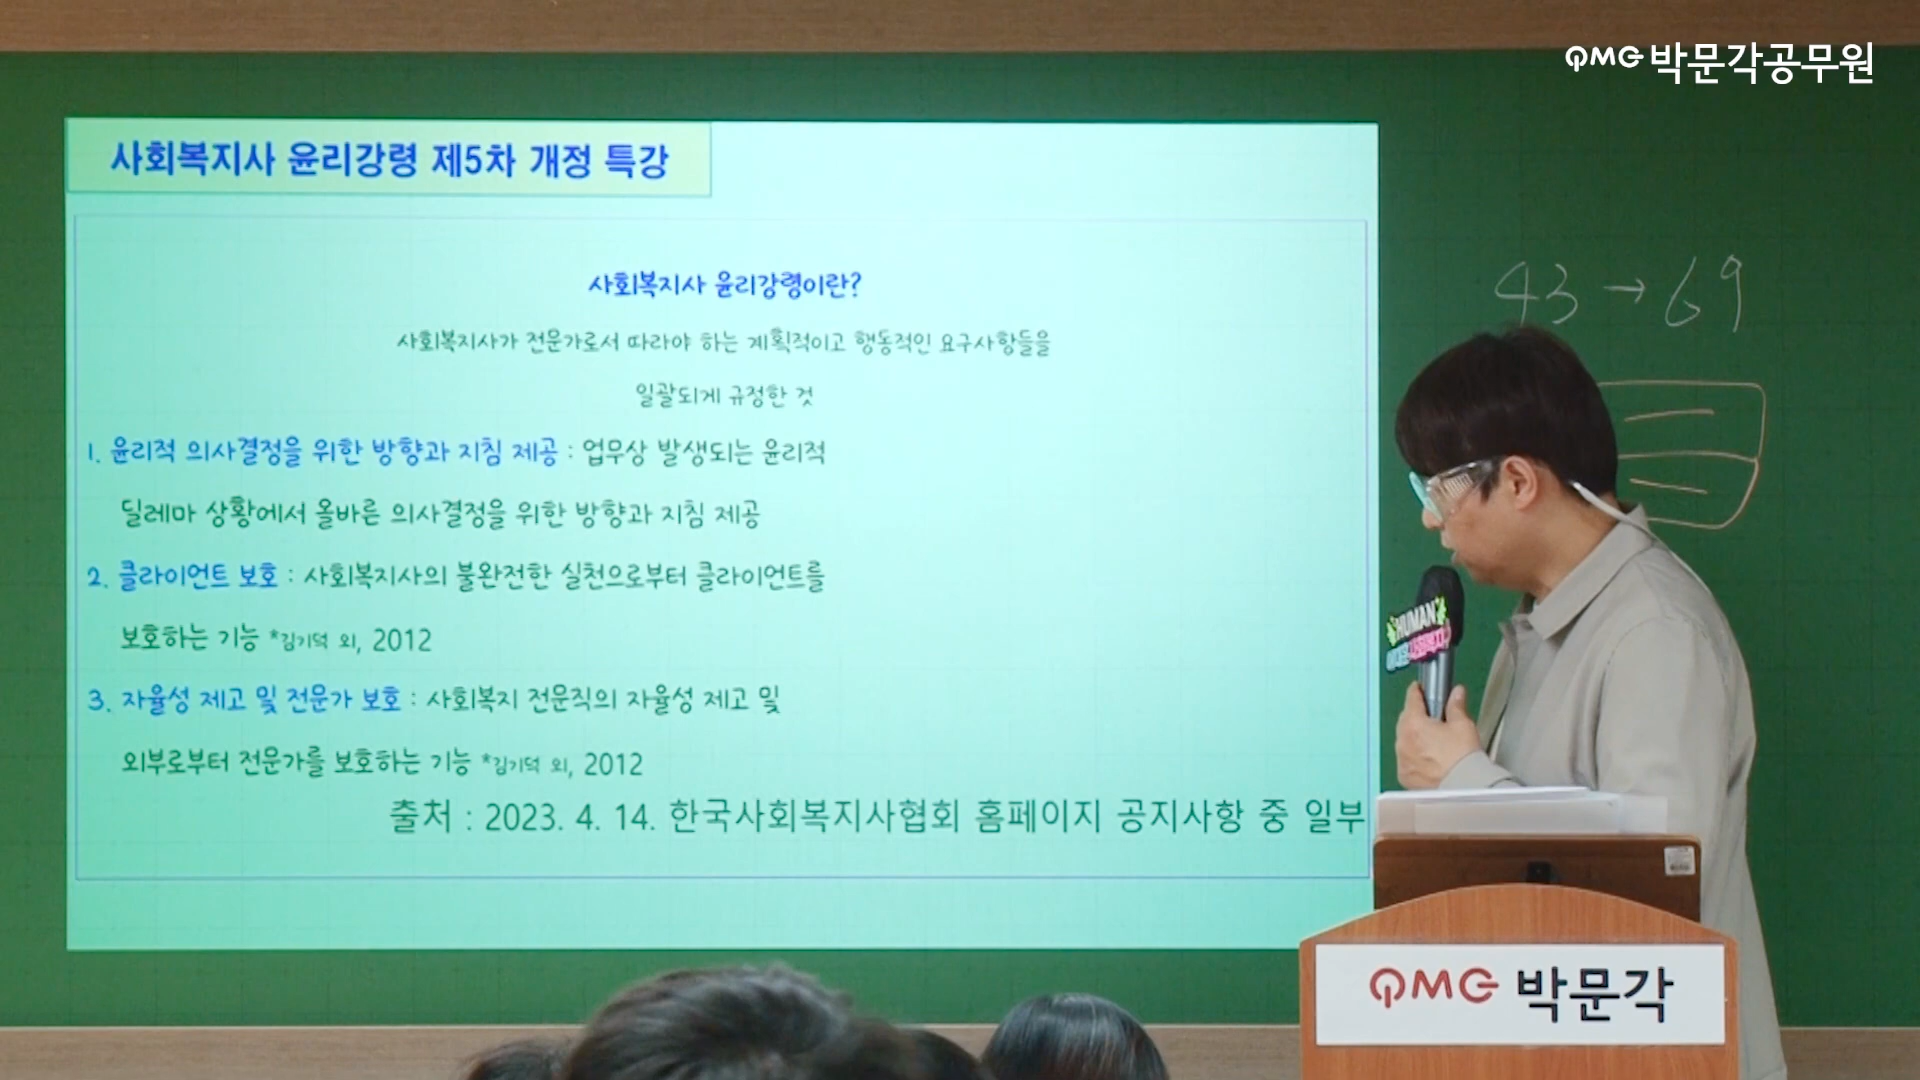 PMG 박문각공무원
사회복지사 윤리강령 제5차 개정 특강
사회복지사 윤리강령이란?
사회복지사가 전문가로서 따라야 하는 계획적이고 행동적인 요구사항들을
일괄되게 규정한 것
1. 윤리적 의사결정을 위한 방향과 지침 제공 : 업무상 발생되는 윤리적
딜레마 상황에서 올바른 의사결정을 위한 방향과 지침 제공
2. 클라이언트 보호 : 사회복지사의 불완전한 실천으로부터 클라이언트를
보호하는 기능 *김기덕 외, 2012
3. 자율성 제고 및 전문가 보호 : 사회복지 전문직의 자율성 제고 및
외부로부터 전문가를 보호하는 기능 *김기덕 외, 2012
출처 : 2023. 4. 14. 한국사회복지사협회 홈페이지 공지사항 중 일부
43 → 69
HUMAN
PMG 박문각